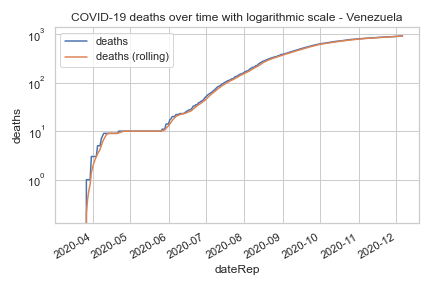 COVID-19 deaths over time with logarithmic scale - Venezuela
deaths
deaths (rolling)
10³
10²
10¹
10⁰
deaths
2020-04
2020-05
2020-06
2020-07
2020-08
2020-09
2020-10
2020-11
2020-12
dateRep